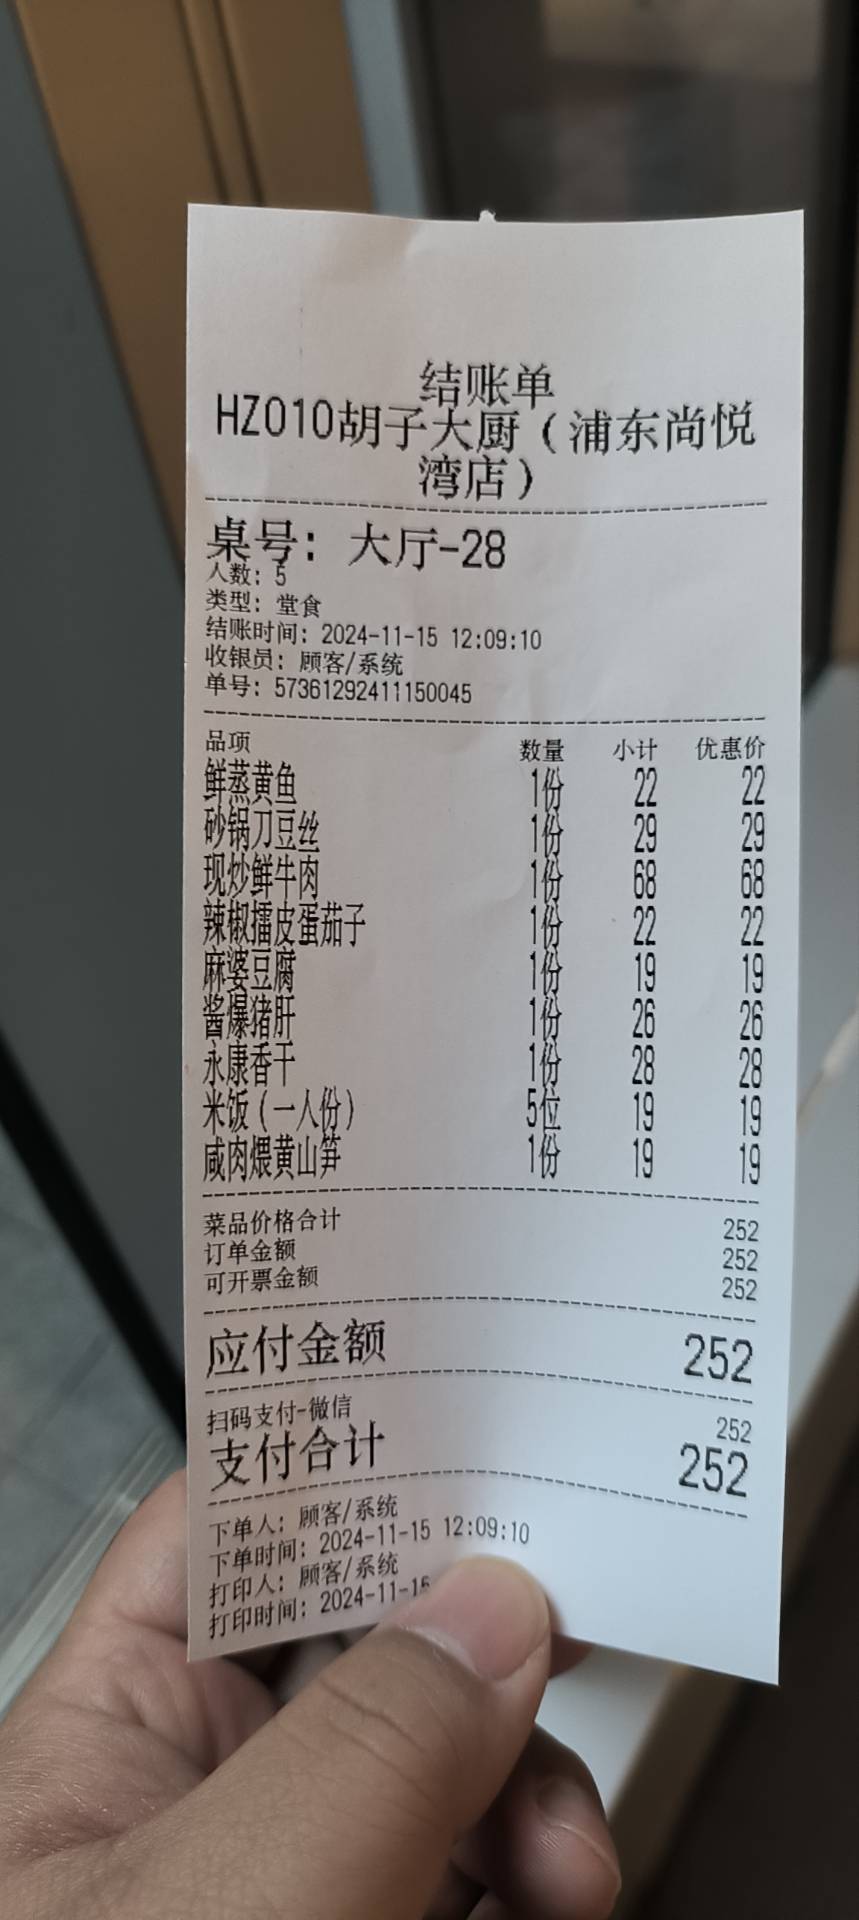 结账单
HZ010胡子大厨（浦东尚悦
湾店）
桌号：大厅-28
人数：5
类型：堂食
结账时间：2024-11-15 12:09:10
收银员：顾客/系统
单号：57361292411150045
品项 数量 小计 优惠价
鲜蒸黄鱼 1份 22 22
砂锅刀豆丝 1份 29 29
现炒鲜牛肉 1份 68 68
辣椒擂皮蛋茄子 1份 22 22
麻婆豆腐 1份 19 19
酱爆猪肝 1份 26 26
永康香干 1份 28 28
米饭（一人份） 5位 19 19
咸肉煨黄山笋 1份 19 19
菜品价格合计 252
订单金额 252
可开票金额 252
应付金额 252
扫码支付-微信 252
支付合计 252
下单人：顾客/系统
下单时间：2024-11-15 12:09:10
打印人：顾客/系统
打印时间：2024-11-15